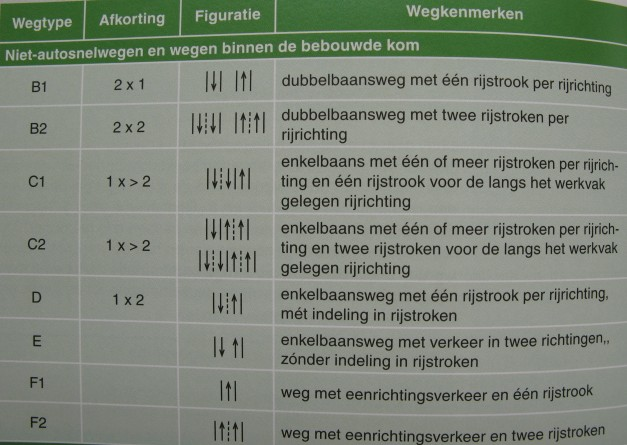 Wegtype Afkorting Figuratie Wegkenmerken
Niet-autosnelwegen en wegen binnen de bebouwde kom
B1 2 x 1 dubbelbaansweg met één rijstrook per rijrichting
B2 2 x 2 dubbelbaansweg met twee rijstroken per
rijrichting
C1 1 x > 2 enkelbaans met één of meer rijstroken per rijrich-
ting en één rijstrook voor de langs het werkvak
gelegen rijrichting
C2 1 x > 2 enkelbaans met één of meer rijstroken per rijrich-
ting en twee rijstroken voor de langs het werkvak
gelegen rijrichting
D 1 x 2 enkelbaansweg met één rijstrook per rijrichting,
mét indeling in rijstroken
E enkelbaansweg met verkeer in twee richtingen,,
zónder indeling in rijstroken
F1 weg met eenrichtingsverkeer en één rijstrook
F2 weg met eenrichtingsverkeer en twee rijstroken